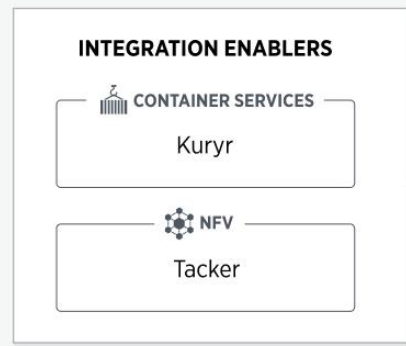 INTEGRATION ENABLERS
CONTAINER SERVICES
Kuryr
NFV
Tacker